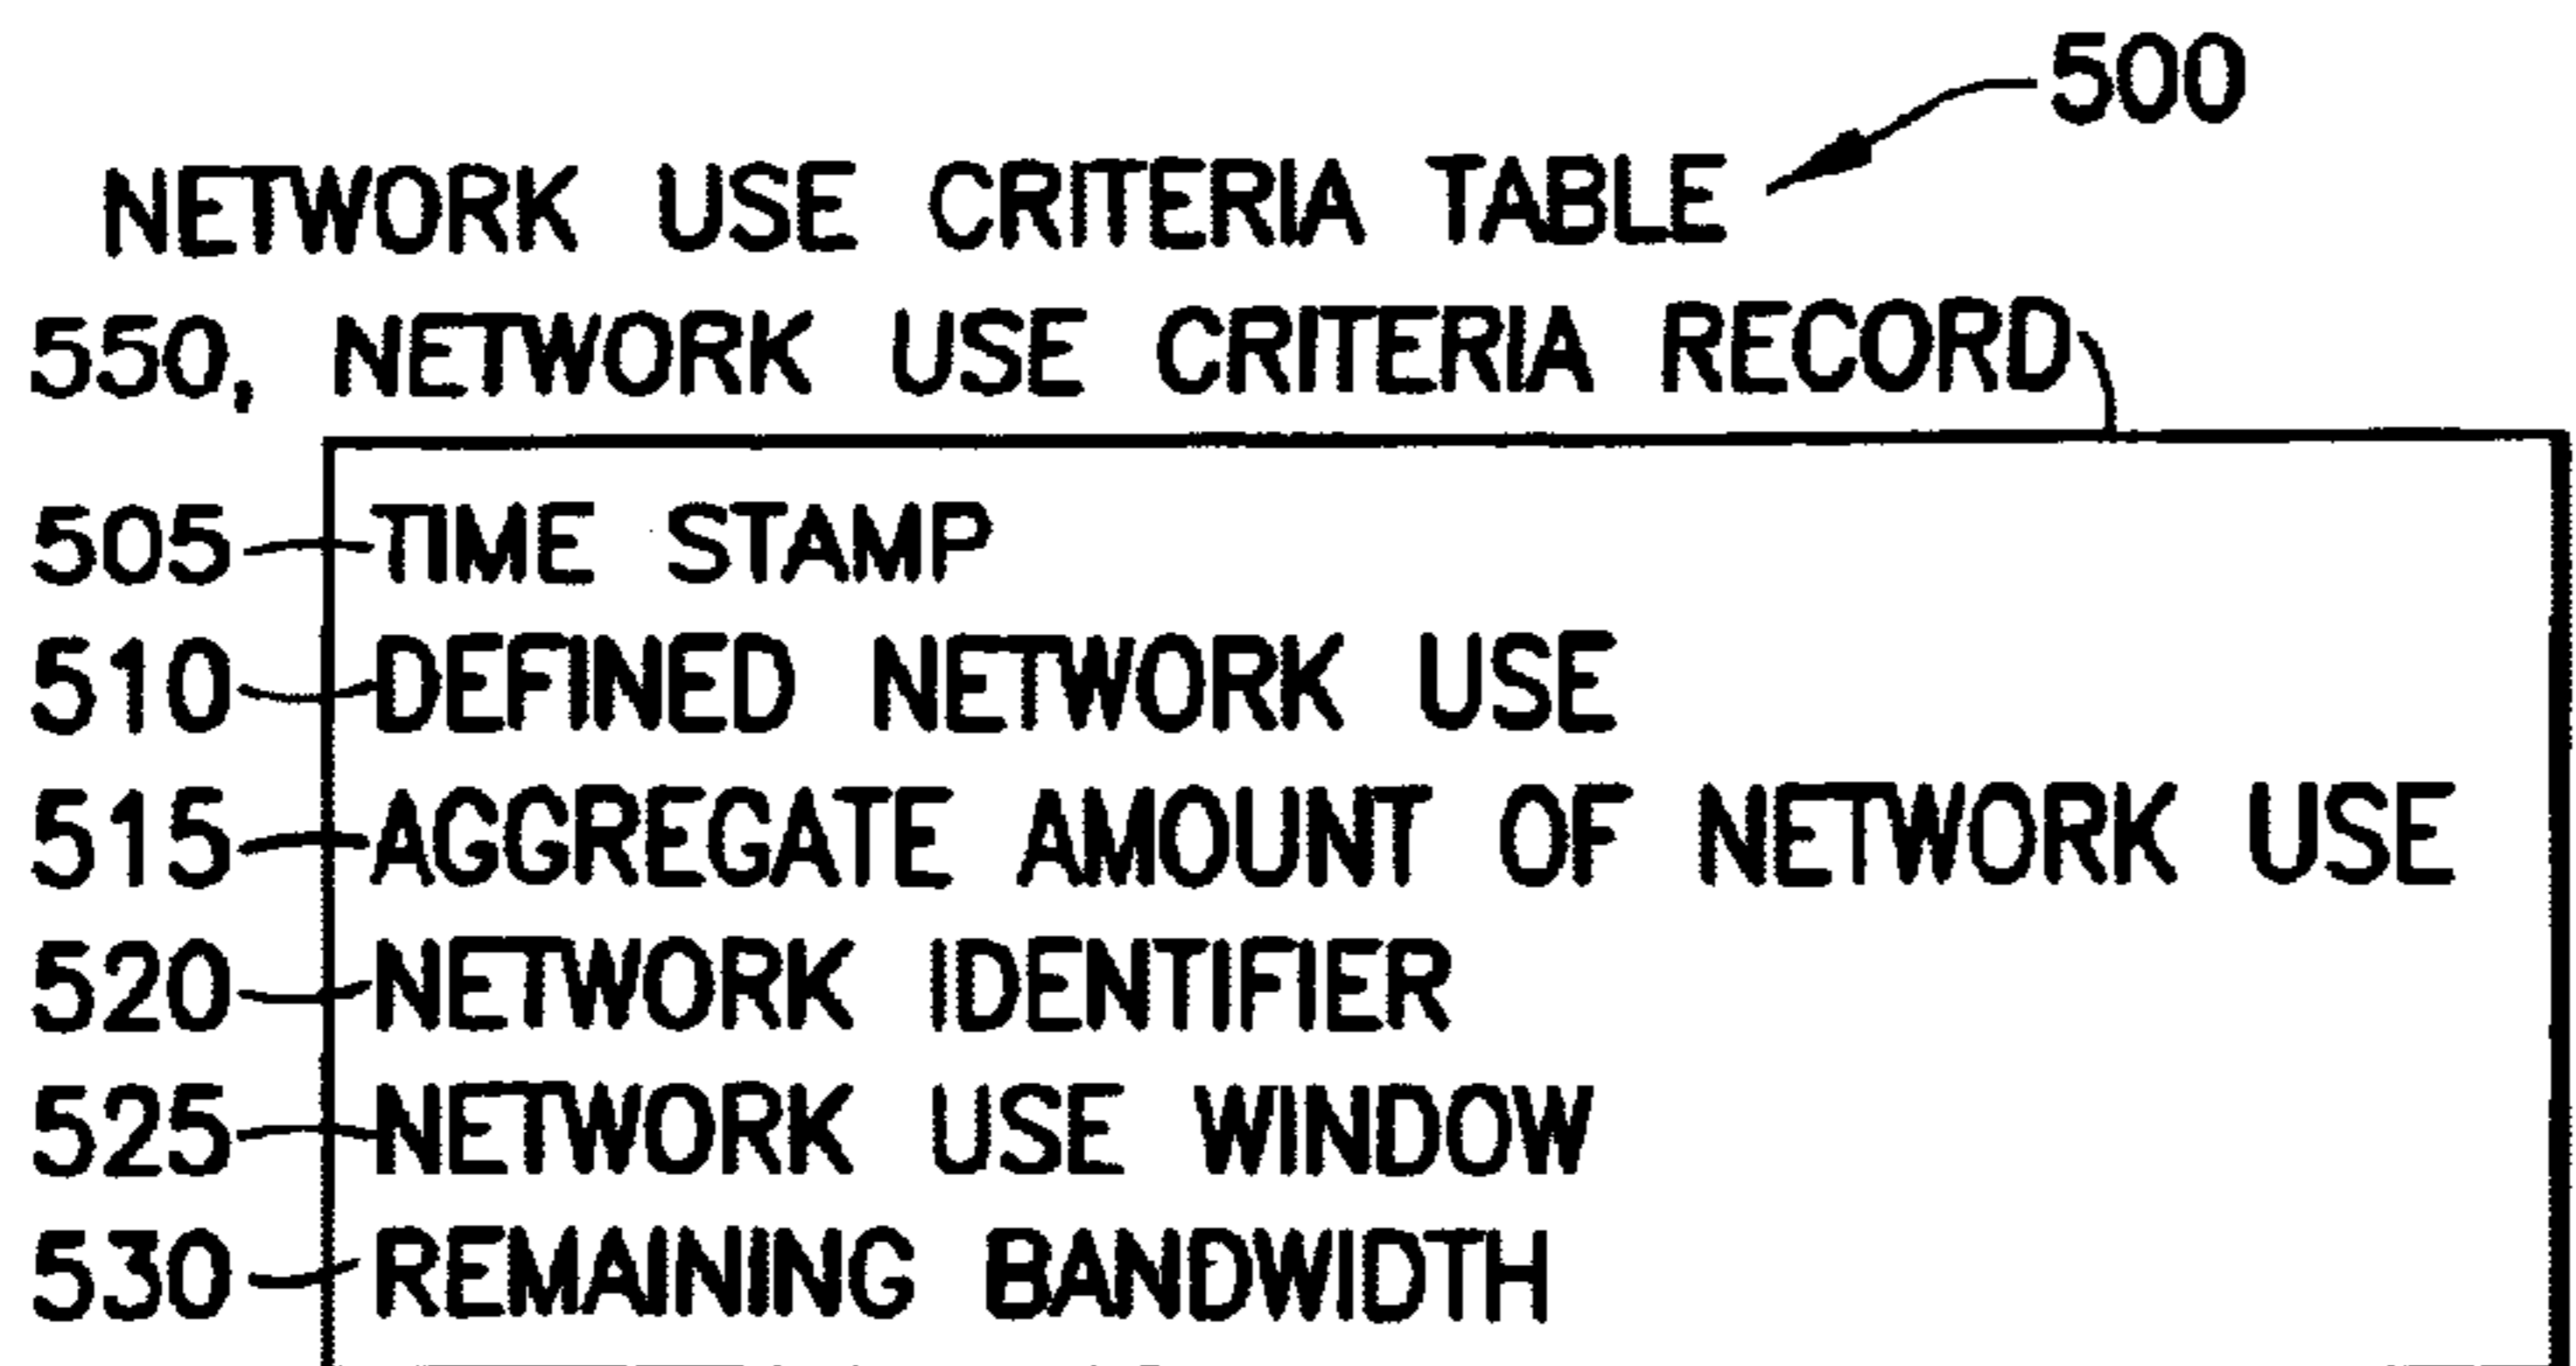 500
NETWORK USE CRITERIA TABLE
550, NETWORK USE CRITERIA RECORD
505 TIME STAMP
510 DEFINED NETWORK USE
515 AGGREGATE AMOUNT OF NETWORK USE
520 NETWORK IDENTIFIER
525 NETWORK USE WINDOW
530 REMAINING BANDWIDTH